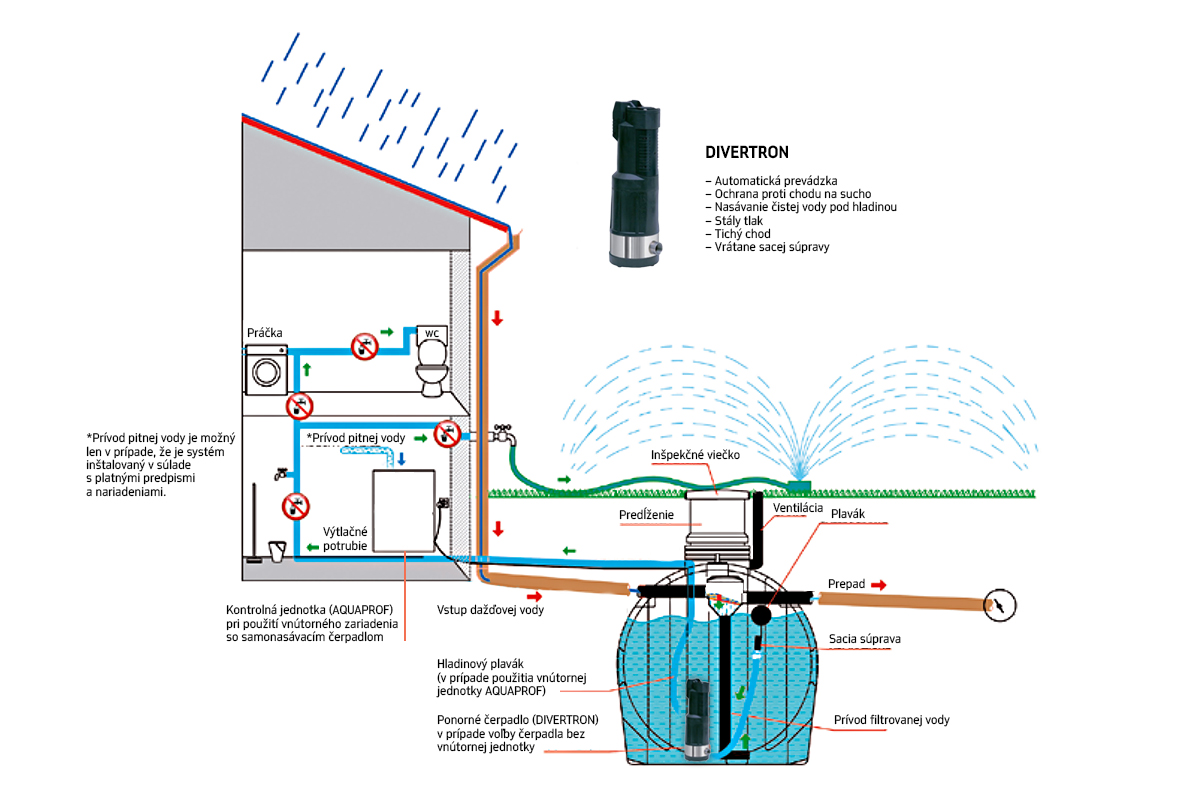 DIVERTRON
– Automatická prevádzka
– Ochrana proti chodu na sucho
– Nasávanie čistej vody pod hladinou
– Stály tlak
– Tichý chod
– Vrátane sacej súpravy
Práčka
WC
*Prívod pitnej vody je možný
len v prípade, že je systém
inštalovaný v súlade
s platnými predpismi
a nariadeniami.
*Prívod pitnej vody
Výtlačné
potrubie
Inšpekčné viečko
Predĺženie
Ventilácia
Plavák
Prepad
Kontrolná jednotka (AQUAPROF)
pri použití vnútorného zariadenia
so samonasávacím čerpadlom
Vstup dažďovej vody
Sacia súprava
Hladinový plavák
(v prípade použitia vnútornej
jednotky AQUAPROF)
Ponorné čerpadlo (DIVERTRON)
v prípade voľby čerpadla bez
vnútornej jednotky
Prívod filtrovanej vody